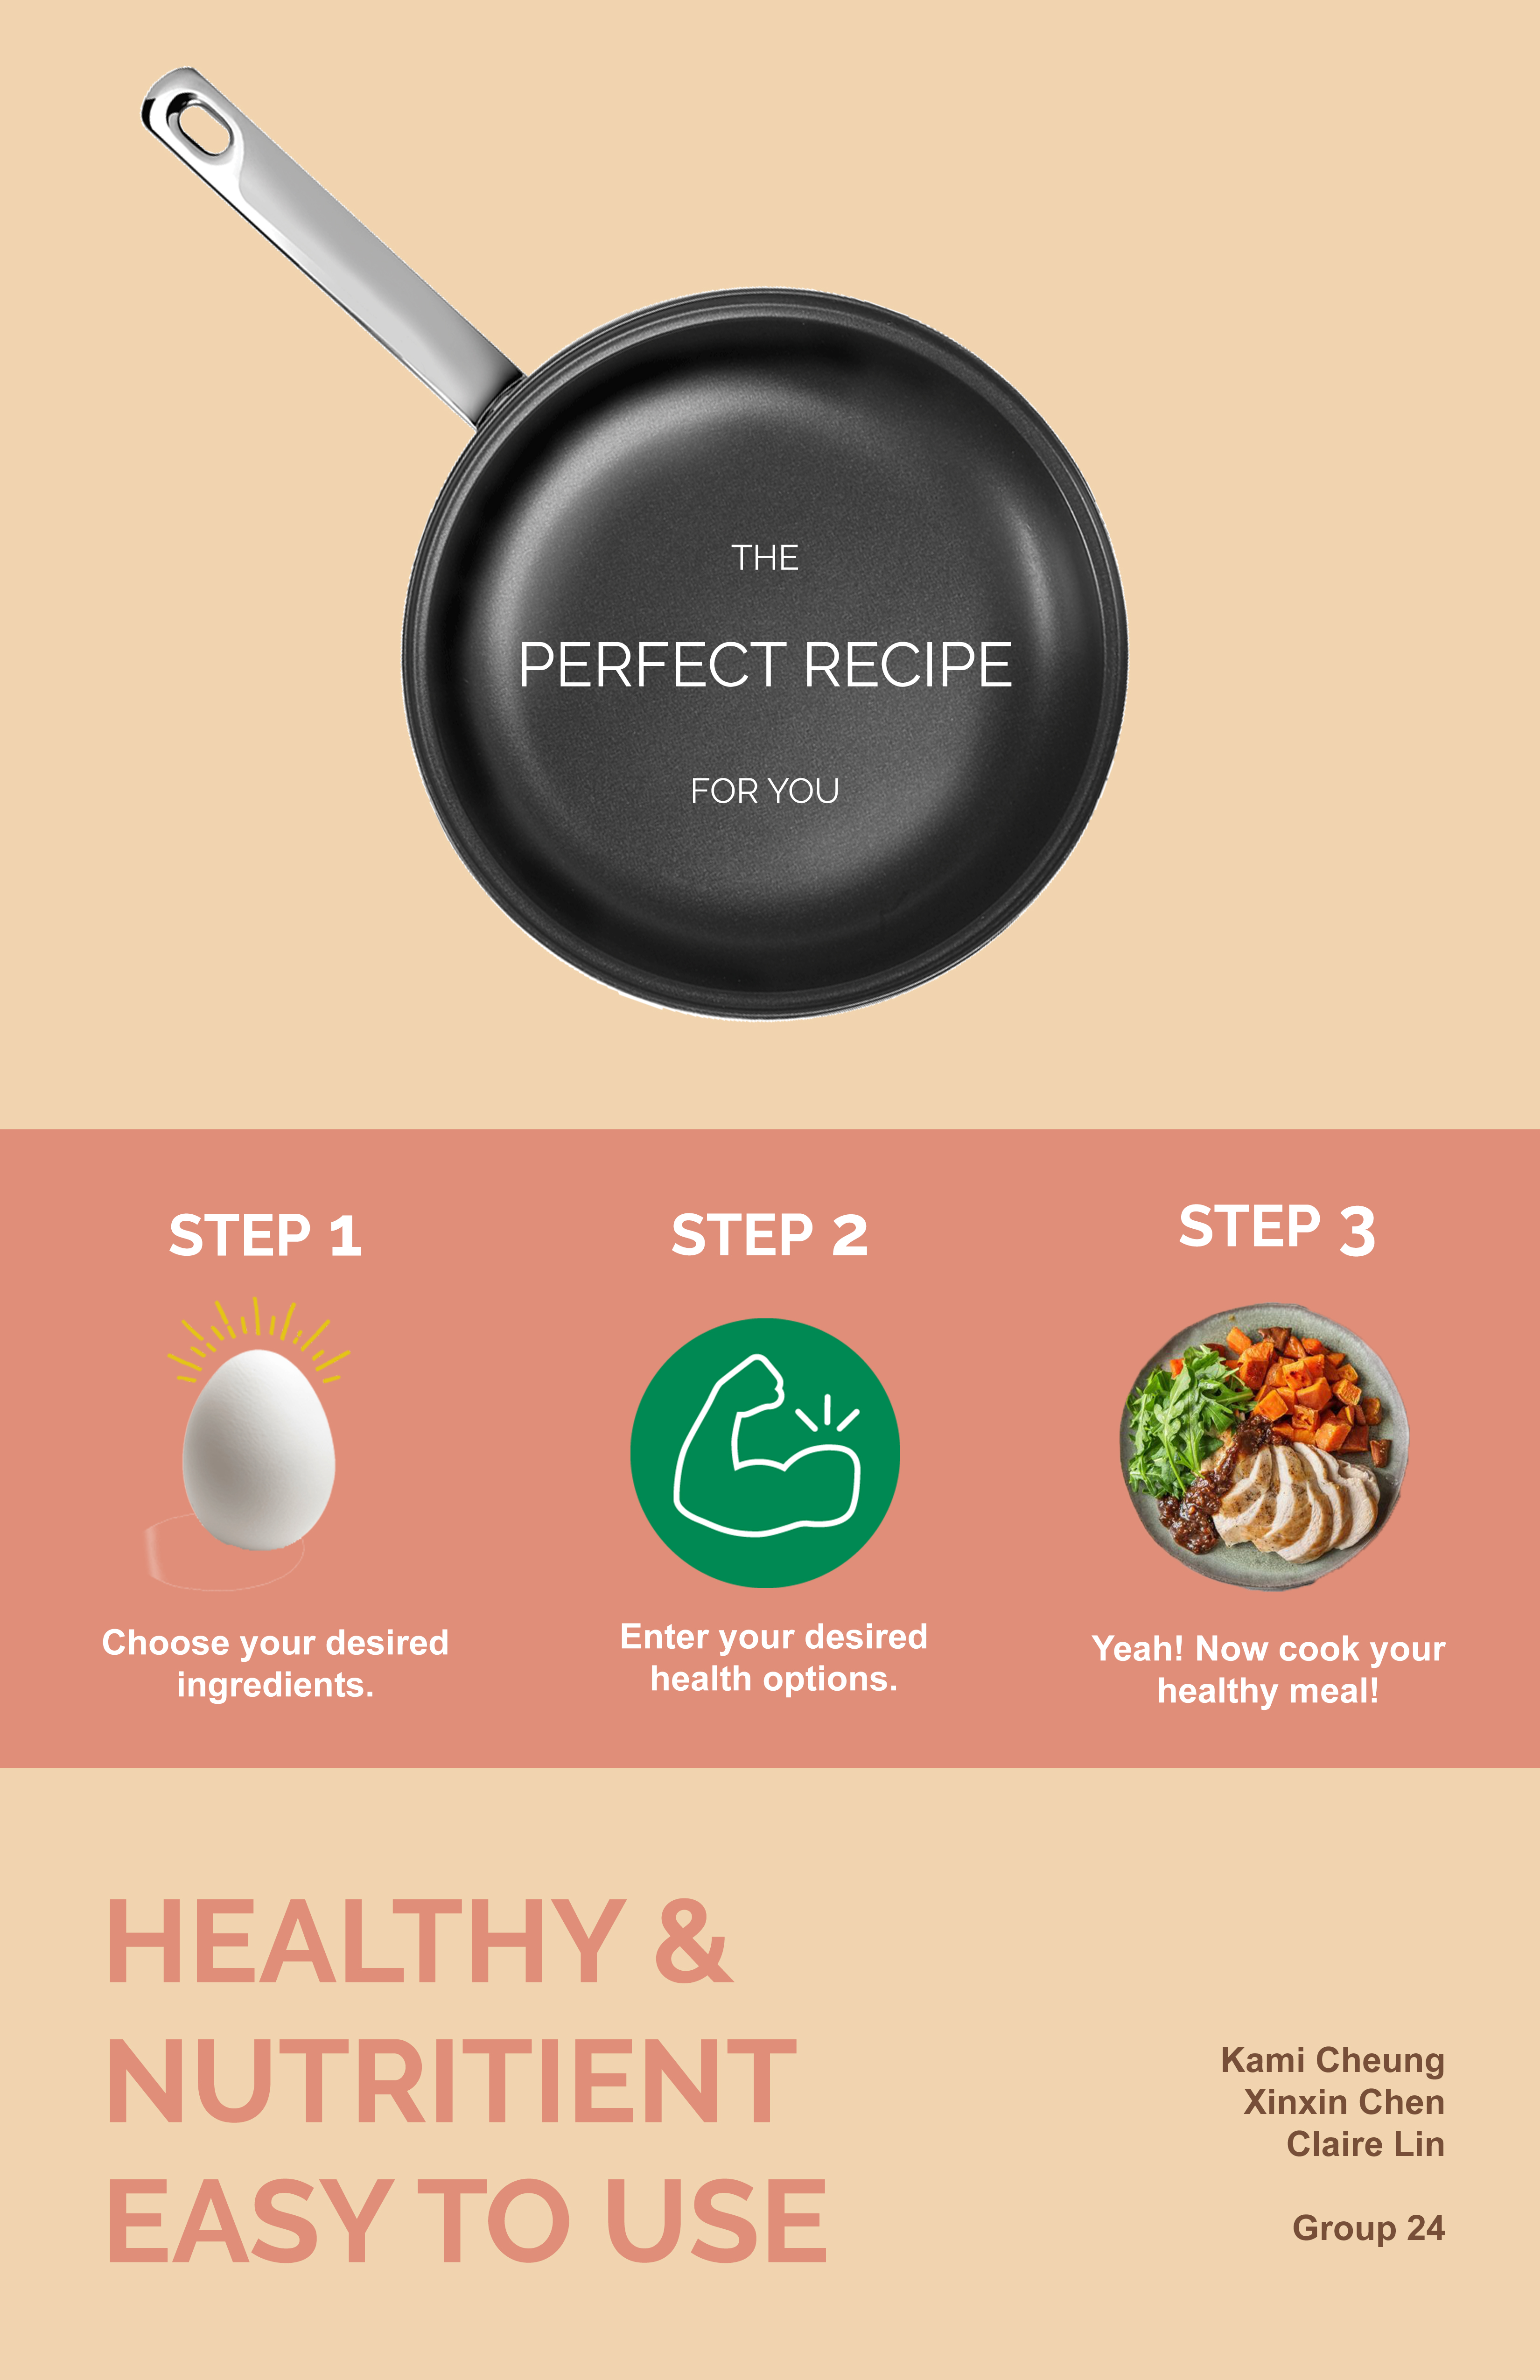 THE
PERFECT RECIPE
FOR YOU
STEP 1
STEP 2
STEP 3
Choose your desired
ingredients.
Enter your desired
health options.
Yeah! Now cook your
healthy meal!
HEALTHY &
NUTRITIENT
EASY TO USE
Kami Cheung
Xinxin Chen
Claire Lin
Group 24